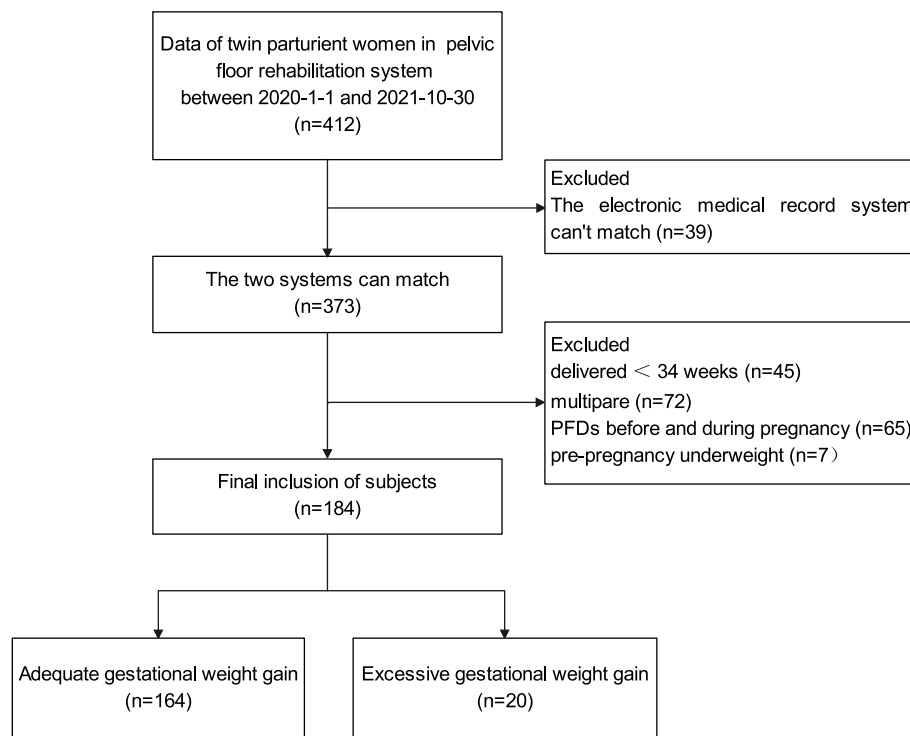 Data of twin parturient women in pelvic
floor rehabilitation system
between 2020-1-1 and 2021-10-30
(n=412)
Excluded
The electronic medical record system
can't match (n=39)
The two systems can match
(n=373)
Excluded
delivered < 34 weeks (n=45)
multipare (n=72)
PFDs before and during pregnancy (n=65)
pre-pregnancy underweight (n=7）
Final inclusion of subjects
(n=184)
Adequate gestational weight gain
(n=164)
Excessive gestational weight gain
(n=20)